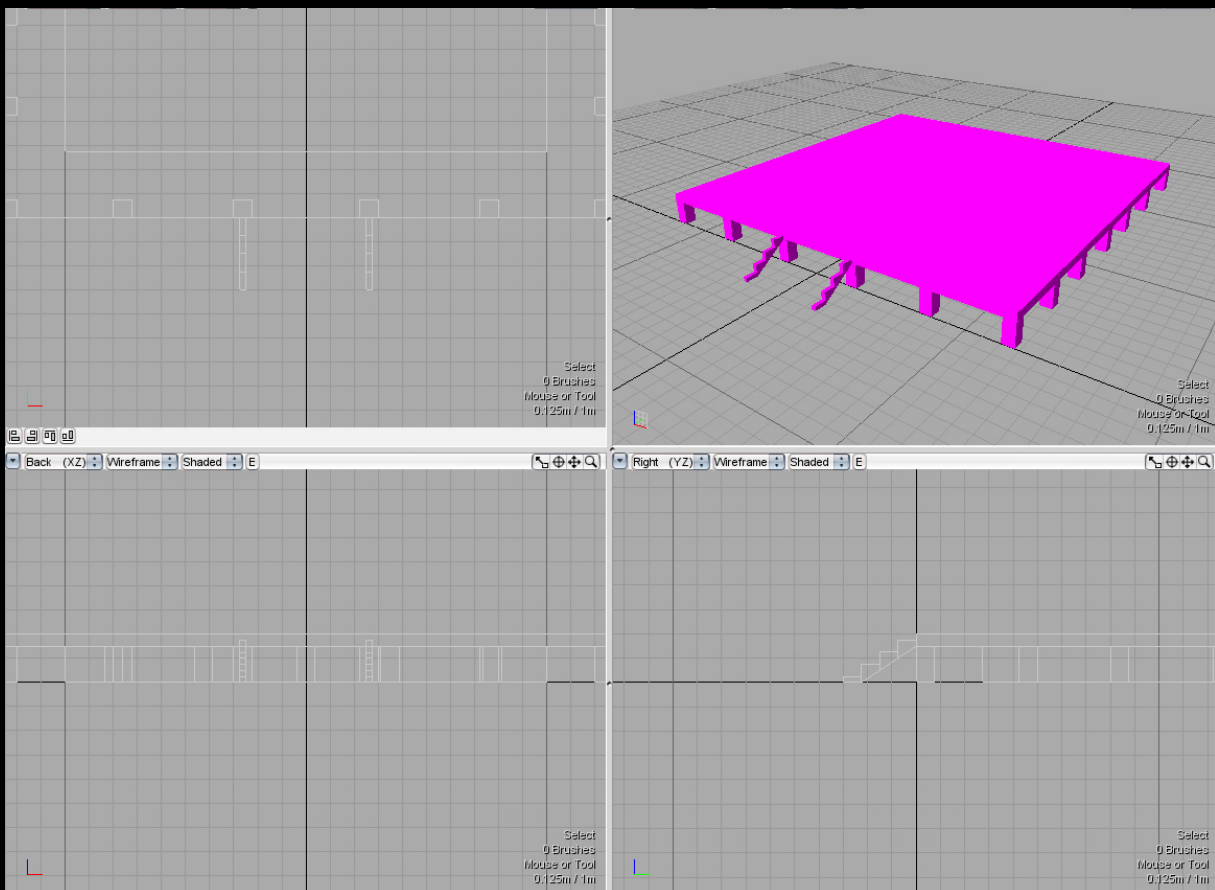 Select
0 Brushes
Mouse or Tool
0.125m / 1m
Select
0 Brushes
Mouse or Tool
0.125m / 1m
Back (XZ) Wireframe Shaded E
Right (YZ) Wireframe Shaded E
Select
0 Brushes
Mouse or Tool
0.125m / 1m
Select
0 Brushes
Mouse or Tool
0.125m / 1m